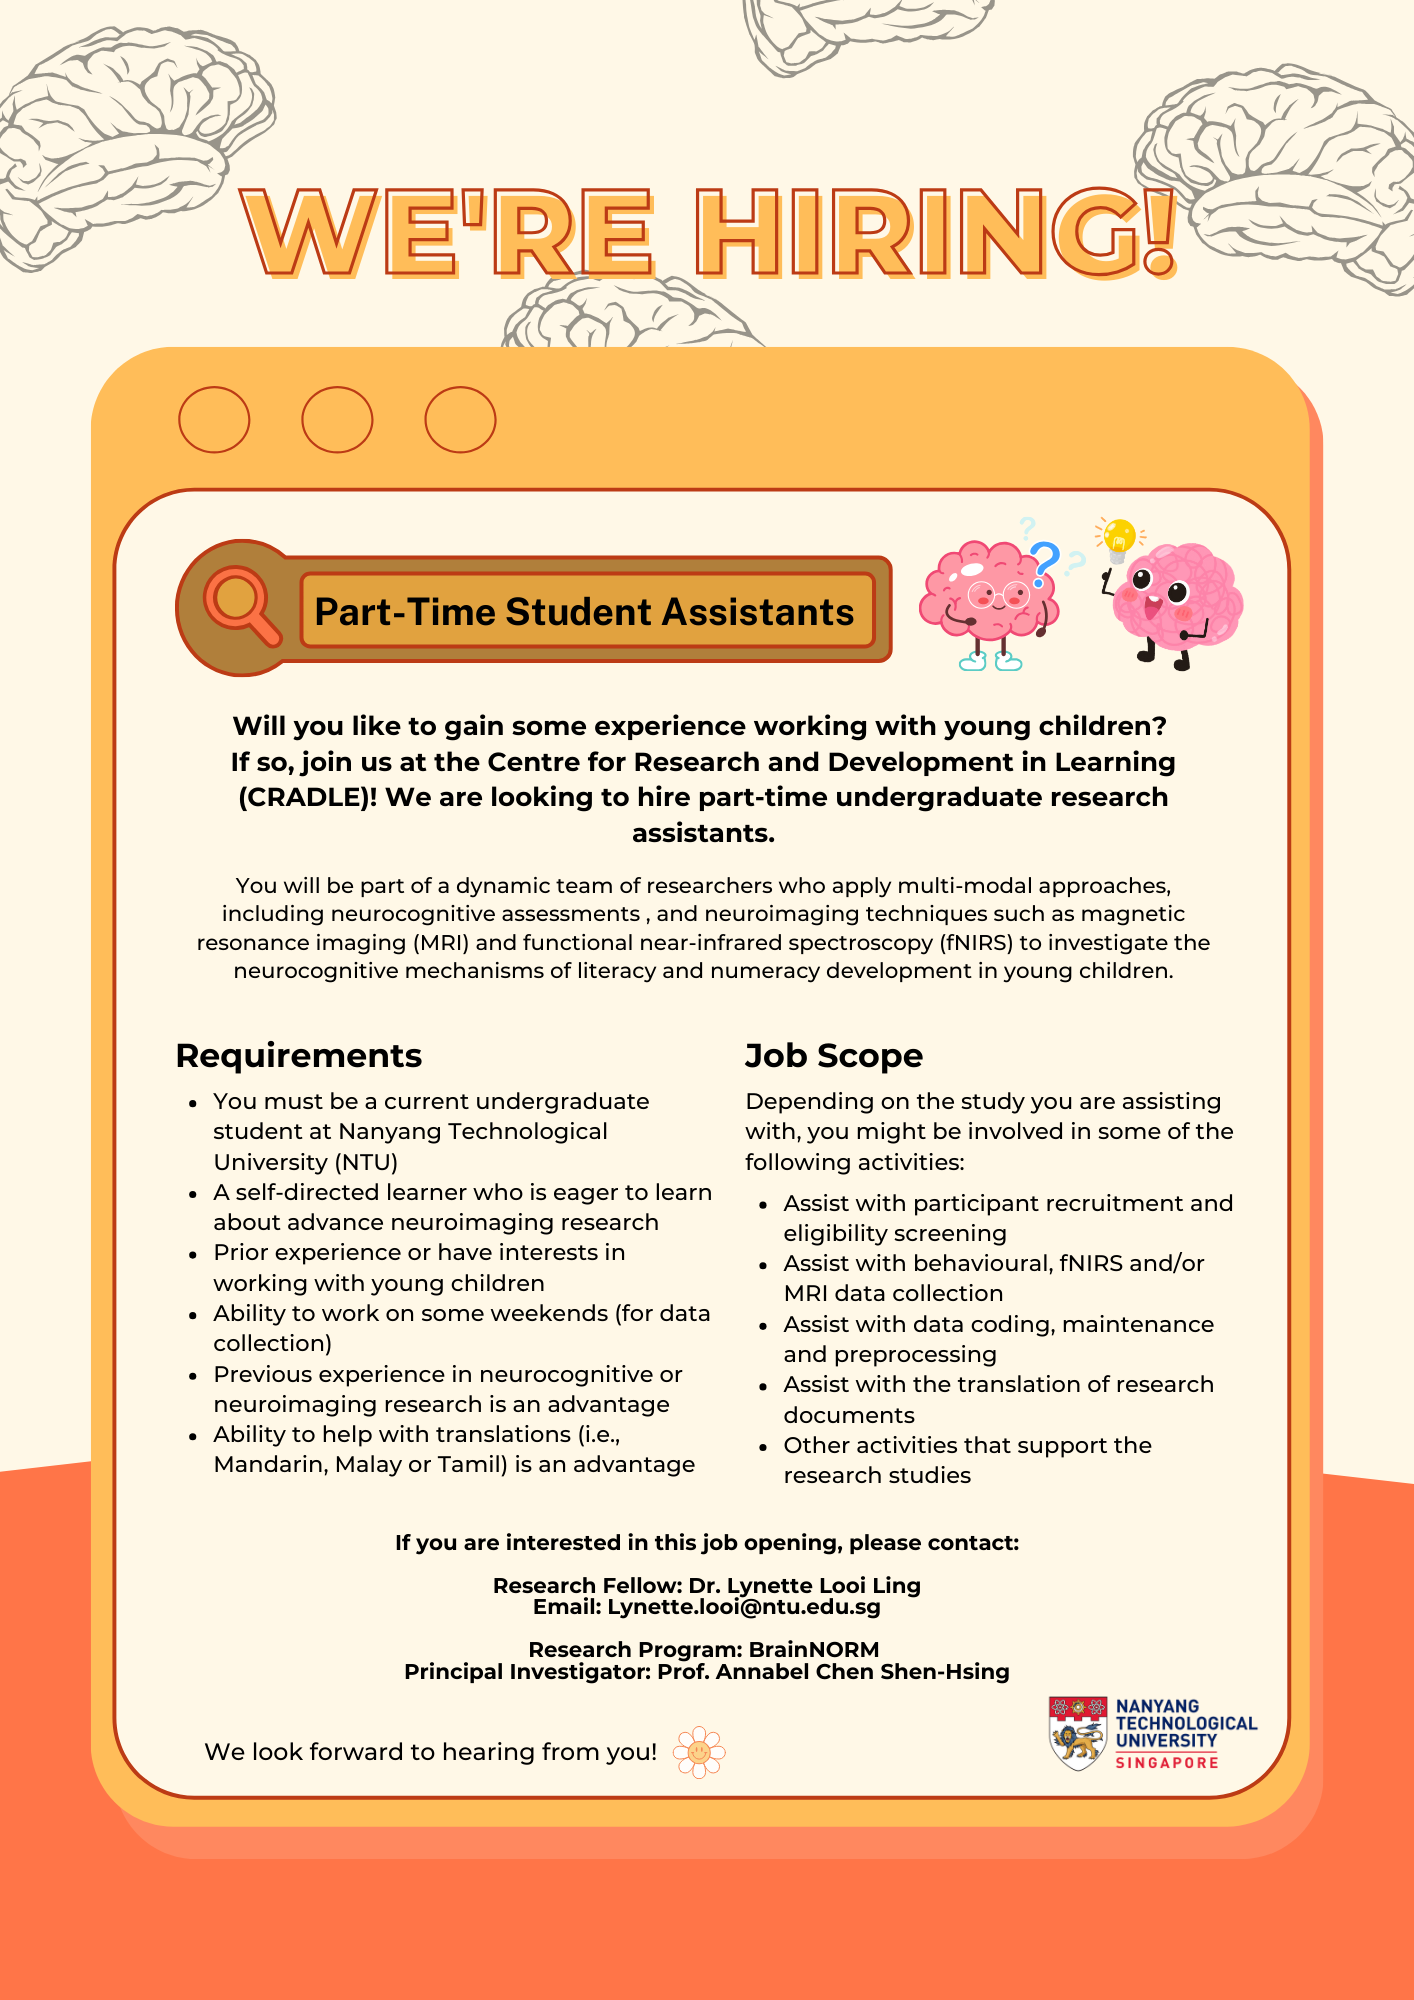 WE'RE HIRING!
Part-Time Student Assistants
Will you like to gain some experience working with young children?
If so, join us at the Centre for Research and Development in Learning
(CRADLE)! We are looking to hire part-time undergraduate research
assistants.
You will be part of a dynamic team of researchers who apply multi-modal approaches,
including neurocognitive assessments , and neuroimaging techniques such as magnetic
resonance imaging (MRI) and functional near-infrared spectroscopy (fNIRS) to investigate the
neurocognitive mechanisms of literacy and numeracy development in young children.
Requirements
• You must be a current undergraduate
student at Nanyang Technological
University (NTU)
• A self-directed learner who is eager to learn
about advance neuroimaging research
• Prior experience or have interests in
working with young children
• Ability to work on some weekends (for data
collection)
• Previous experience in neurocognitive or
neuroimaging research is an advantage
• Ability to help with translations (i.e.,
Mandarin, Malay or Tamil) is an advantage
Job Scope
Depending on the study you are assisting
with, you might be involved in some of the
following activities:
• Assist with participant recruitment and
eligibility screening
• Assist with behavioural, fNIRS and/or
MRI data collection
• Assist with data coding, maintenance
and preprocessing
• Assist with the translation of research
documents
• Other activities that support the
research studies
If you are interested in this job opening, please contact:
Research Fellow: Dr. Lynette Looi Ling
Email: Lynette.looi@ntu.edu.sg
Research Program: BrainNORM
Principal Investigator: Prof. Annabel Chen Shen-Hsing
We look forward to hearing from you!
NANYANG
TECHNOLOGICAL
UNIVERSITY
SINGAPORE